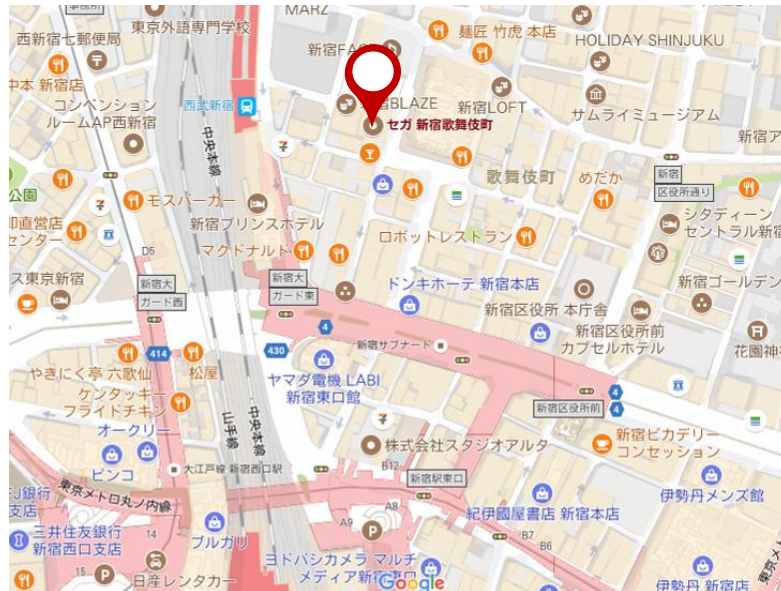 東京外語専門学校
MARZ
西新宿七郵便局
麺匠 竹虎 本店
HOLIDAY SHINJUKU
新宿FAC
中本 新宿店
コンベンション
ルームAP西新宿
西武新宿
BLAZE
新宿LOFT
サムライミュージアム
セガ 新宿歌舞伎町
中央本線
歌舞伎町
めだか
新宿
区役所通り
公園
モスバーガー
新宿プリンスホテル
ロボットレストラン
シタディーン
セントラル新宿
卸直営店
センター
D5
マクドナルド
ス東京新宿
新宿大
ガード西
新宿大
ガード東
ドンキホーテ 新宿本店
新宿区役所 本庁舎
新宿ゴールデン
4
新宿サブナード
新宿区役所前
カプセルホテル
花園神
414
430
やきにく亭 六歌仙
松屋
ヤマダ電機 LABI
新宿東口館
ケンタッキー
フライドチキン
4
新宿区役所前
4
オークリー
山手線
中央本線
株式会社スタジオアルタ
新宿ピカデリー
コンセッション
ピンコ
大江戸線 新宿西口駅
B12
新宿駅東口
東京メトロ丸ノ内線
伊勢丹メンズ館
銀行
支店
A8
紀伊國屋書店 新宿本店
三井住友銀行
新宿西口支店
14
ブルガリ
A9
B7
B6
ヨドバシカメラ マルチ
メディア新宿東口
15
日産レンタカー
Google
伊勢丹 新宿店
東京メト